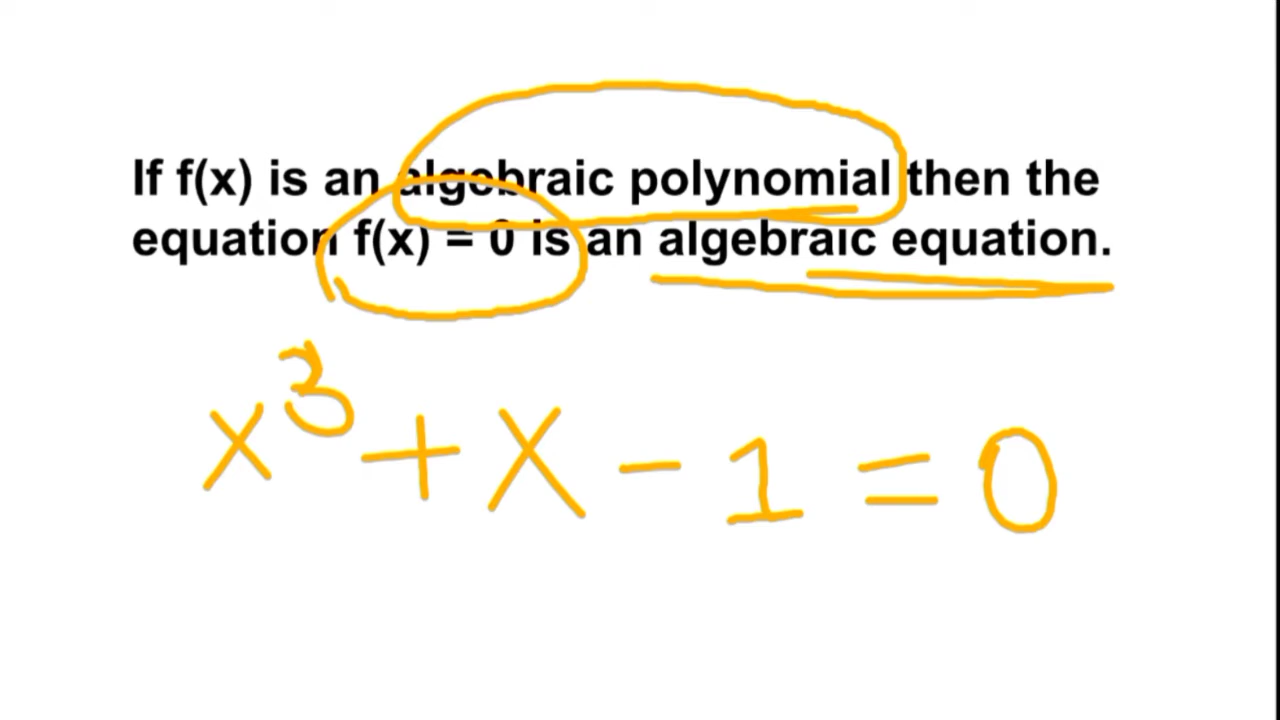 If f(x) is an algebraic polynomial then the
equation f(x) = 0 is an algebraic equation.
x³ + x - 1 = 0